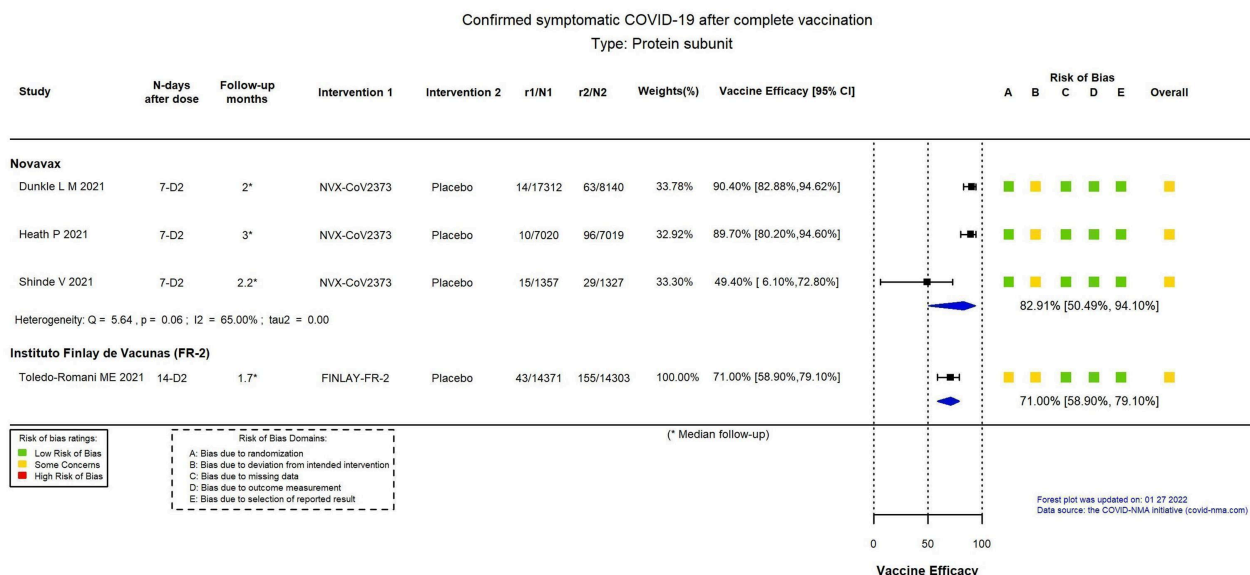 Confirmed symptomatic COVID-19 after complete vaccination
Type: Protein subunit
Risk of Bias
Study N-days after dose Follow-up months Intervention 1 Intervention 2 r1/N1 r2/N2 Weights(%) Vaccine Efficacy [95% CI] A B C D E Overall
Novavax
Dunkle L M 2021 7-D2 2* NVX-CoV2373 Placebo 14/17312 63/8140 33.78% 90.40% [82.88%,94.62%]
Heath P 2021 7-D2 3* NVX-CoV2373 Placebo 10/7020 96/7019 32.92% 89.70% [80.20%,94.60%]
Shinde V 2021 7-D2 2.2* NVX-CoV2373 Placebo 15/1357 29/1327 33.30% 49.40% [ 6.10%,72.80%]
82.91% [50.49%, 94.10%]
Heterogeneity: Q = 5.64 , p = 0.06 ; I2 = 65.00% ; tau2 = 0.00
Instituto Finlay de Vacunas (FR-2)
Toledo-Romani ME 2021 14-D2 1.7* FINLAY-FR-2 Placebo 43/14371 155/14303 100.00% 71.00% [58.90%,79.10%]
71.00% [58.90%, 79.10%]
(* Median follow-up)
Risk of bias ratings:
Low Risk of Bias
Some Concerns
High Risk of Bias
Risk of Bias Domains:
A: Bias due to randomization
B: Bias due to deviation from intended intervention
C: Bias due to missing data
D: Bias due to outcome measurement
E: Bias due to selection of reported result
Forest plot was updated on: 01 27 2022
Data source: the COVID-NMA initiative (covid-nma.com)
0 50 100
Vaccine Efficacy